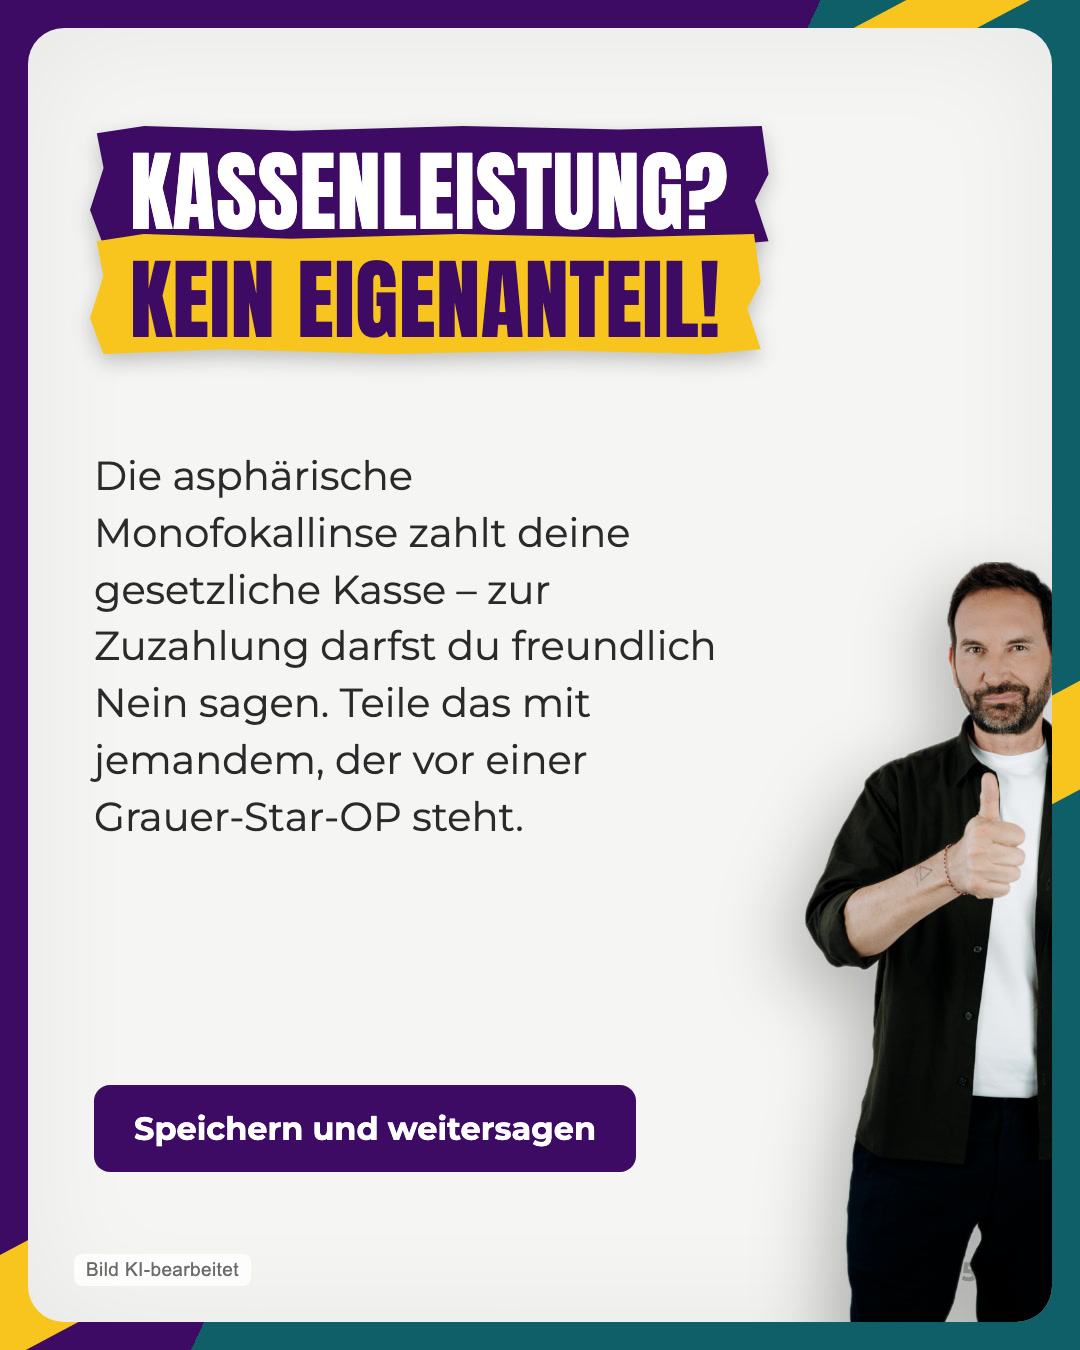 KASSENLEISTUNG?
KEIN EIGENANTEIL!
Die asphärische
Monofokallinse zahlt deine
gesetzliche Kasse – zur
Zuzahlung darfst du freundlich
Nein sagen. Teile das mit
jemandem, der vor einer
Grauer-Star-OP steht.
Speichern und weitersagen
Bild KI-bearbeitet